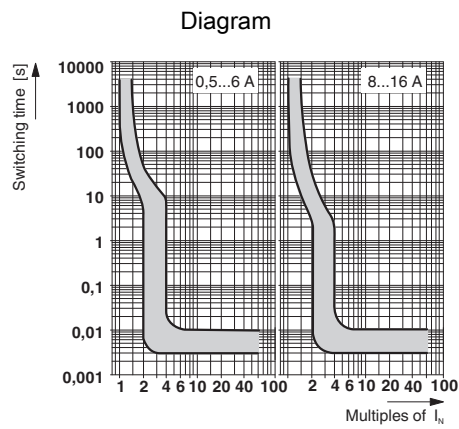 Diagram
Switching time [s]
10000
1000
100
10
1
0,1
0,01
0,001
0,5...6 A
8...16 A
1 2 4 6 10 20 40 100
2 4 6 10 20 40 100
Multiples of I_N